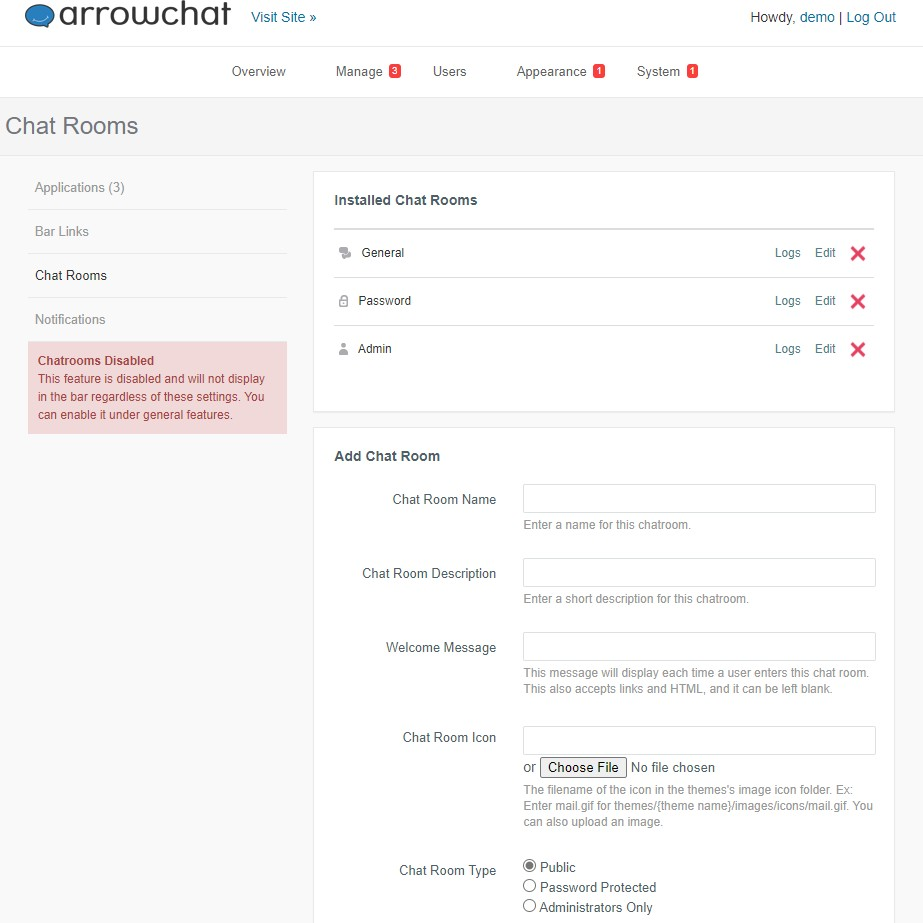 arrowchat Visit Site » Howdy, demo | Log Out
Overview Manage 3 Users Appearance 1 System 1
Chat Rooms
Applications (3)
Bar Links
Chat Rooms
Notifications
Chatrooms Disabled
This feature is disabled and will not display
in the bar regardless of these settings. You
can enable it under general features.
Installed Chat Rooms
General Logs Edit
Password Logs Edit
Admin Logs Edit
Add Chat Room
Chat Room Name
Enter a name for this chatroom.
Chat Room Description
Enter a short description for this chatroom.
Welcome Message
This message will display each time a user enters this chat room.
This also accepts links and HTML, and it can be left blank.
Chat Room Icon
or Choose File No file chosen
The filename of the icon in the themes's image icon folder. Ex:
Enter mail.gif for themes/{theme name}/images/icons/mail.gif. You
can also upload an image.
Chat Room Type Public
Password Protected
Administrators Only